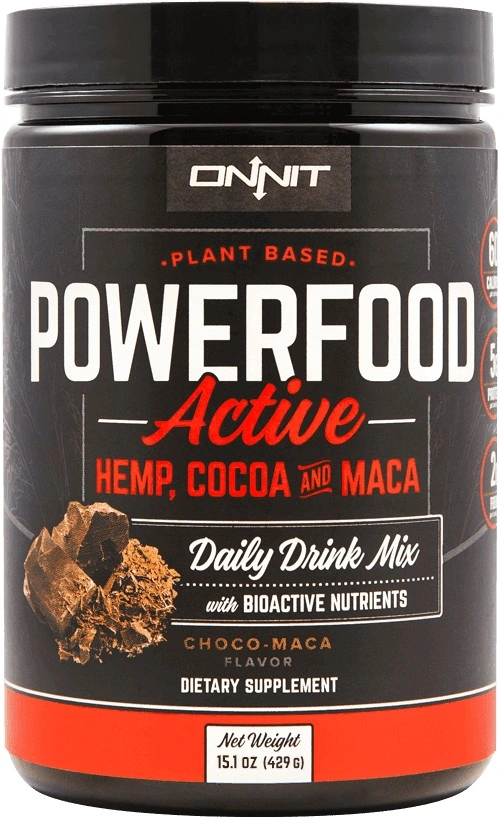 ONNIT
·PLANT BASED·
POWERFOOD
Active
HEMP, COCOA AND MACA
Daily Drink Mix
with BIOACTIVE NUTRIENTS
CHOCO-MACA
FLAVOR
DIETARY SUPPLEMENT
Net Weight
15.1 OZ (429 G)